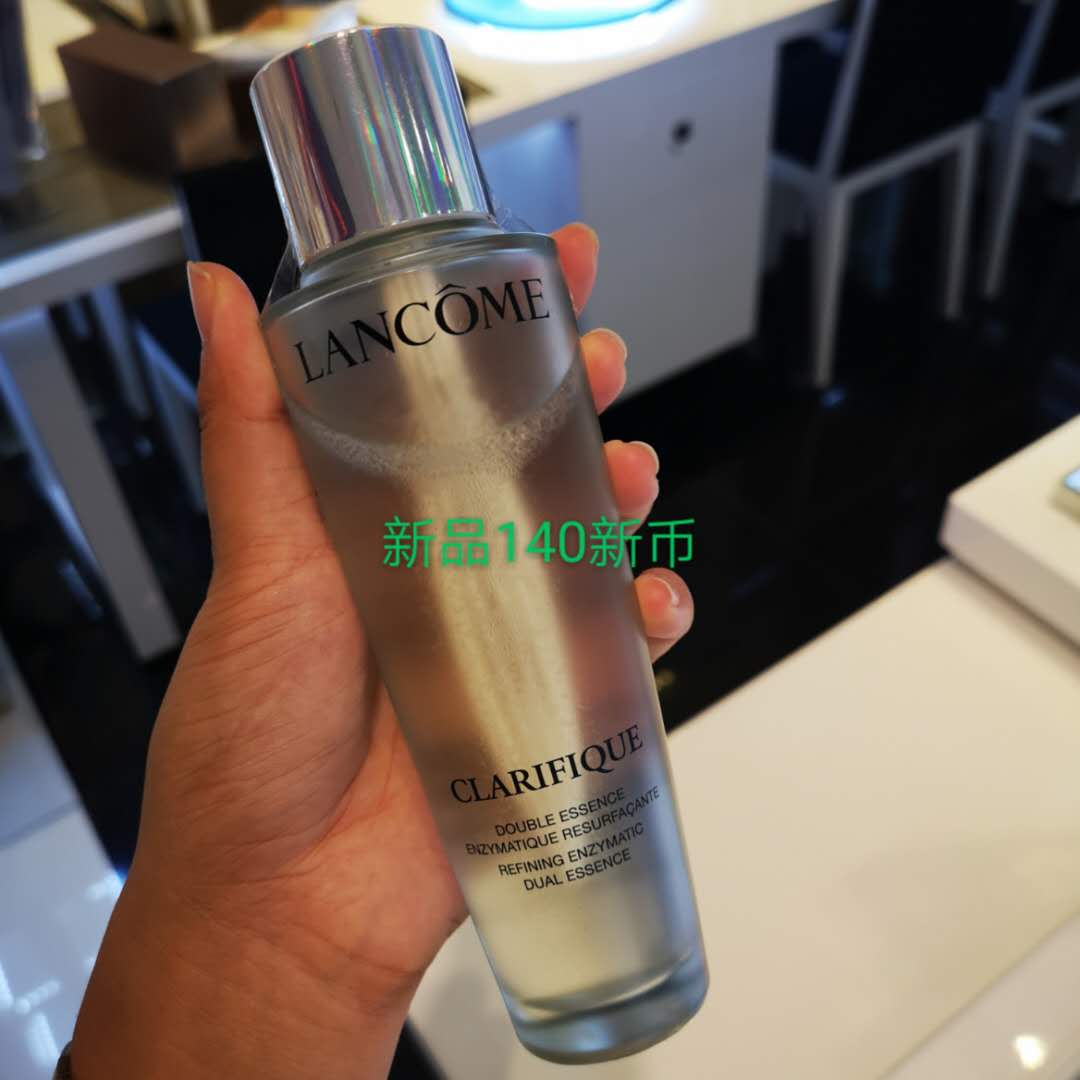 LANCÔME
新品140新币
CLARIFIQUE
DOUBLE ESSENCE
ENZYMATIQUE RESURFAÇANTE
REFINING ENZYMATIC
DUAL ESSENCE